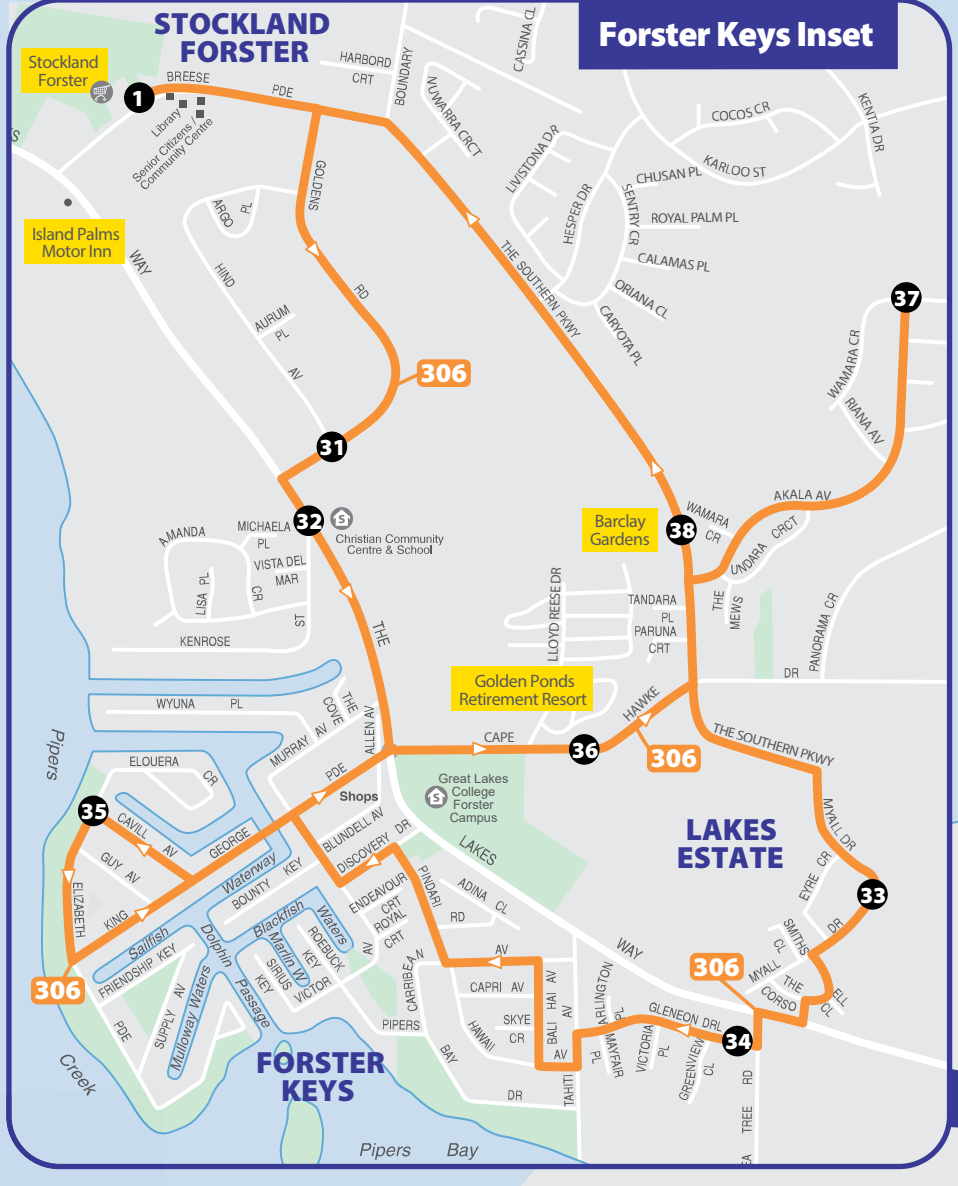 Forster Keys Inset
STOCKLAND
FORSTER
Stockland
Forster
1
BREESE
PDE
HARBORD
CRT
BOUNDARY
CASSINA CL
NUWARRA CRCT
Library
Senior Citizens /
Community Centre
COCOS CR
KENTIA DR
KARLOO ST
LIVISTONA DR
CHUSAN PL
HESPER DR
SENTRY CR
ROYAL PALM PL
CALAMAS PL
ORIANA CL
CARYOTA PL
GOLDENS
RD
ARGO
PL
Island Palms
Motor Inn
WAY
HIND
AURUM
PL
AV
THE SOUTHERN PKWY
37
306
WAMARA CR
RIANA AV
31
32
S
Christian Community
Centre & School
AMANDA
MICHAELA
PL
VISTA DEL
MAR
LISA PL
CR
ST
KENROSE
THE
Barclay
Gardens
38
WAMARA
CR
AKALA AV
UNDARA CRCT
THE
MEWS
LLOYD REESE DR
TANDARA
PL
PARUNA
CRT
PANORAMA CR
DR
Golden Ponds
Retirement Resort
WYUNA PL
THE
COVE
MURRAY AV
ALLEN AV
CAPE
36
HAWKE
306
THE SOUTHERN PKWY
Pipers
ELOUERA
CR
35
CAVILL
AV
GUY AV
PDE
Shops
GEORGE
S
Great Lakes
College
Forster
Campus
LAKES
ESTATE
MYALL DR
EYRE CR
33
DR
ELIZABETH
KING
Waterway
BLUNDELL AV
DISCOVERY DR
LAKES
BOUNTY KEY
ENDEAVOUR
CRT
ROYAL
CRT
AV
PINDARI
ADINA CL
RD
SMITHS
CL
MYALL
THE
CORSO
ELL
CL
306
Sailfish
FRIENDSHIP KEY
Dolphin
Passage
Blackfish
Waters
Marlin W
ROEBUCK
KEY
SIRIUS
KEY
VICTOR
CARRIBEAN
AV
WAY
306
SUPPLY AV
Mulloway Waters
PDE
CAPRI AV
SKYE
CR
HAWAII
BALI HAI AV
AV
AV
ARLINGTON
PL
MAYFAIR
PL
VICTORIA
PL
GLENEON DRL
34
GREENVIEW
CL
PIPERS
BAY
DR
TAHITI
RD
TREE
EA
Creek
FORSTER
KEYS
Pipers Bay